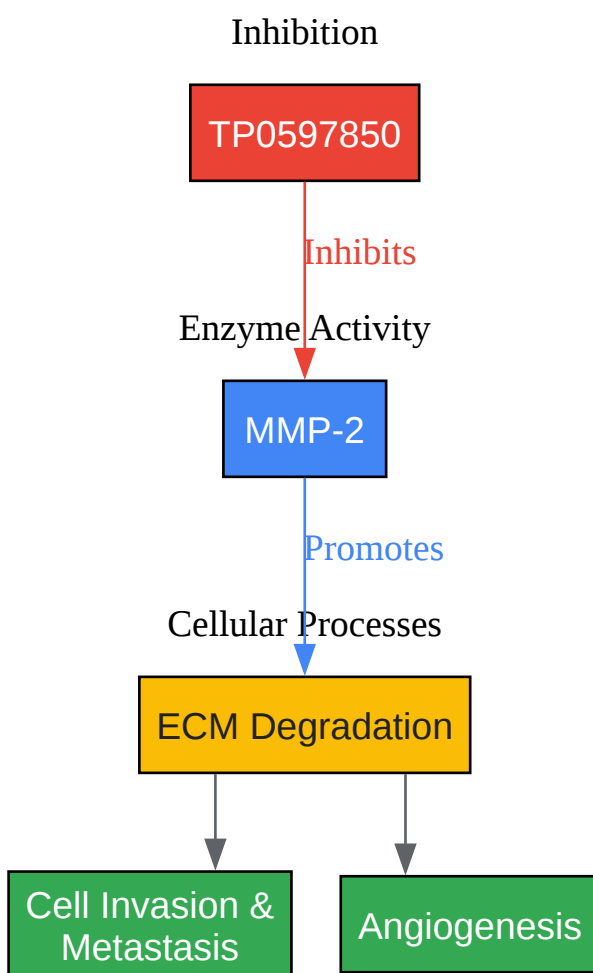 Inhibition
TP0597850
Inhibits
Enzyme Activity
MMP-2
Promotes
Cellular Processes
ECM Degradation
Cell Invasion &
Metastasis
Angiogenesis